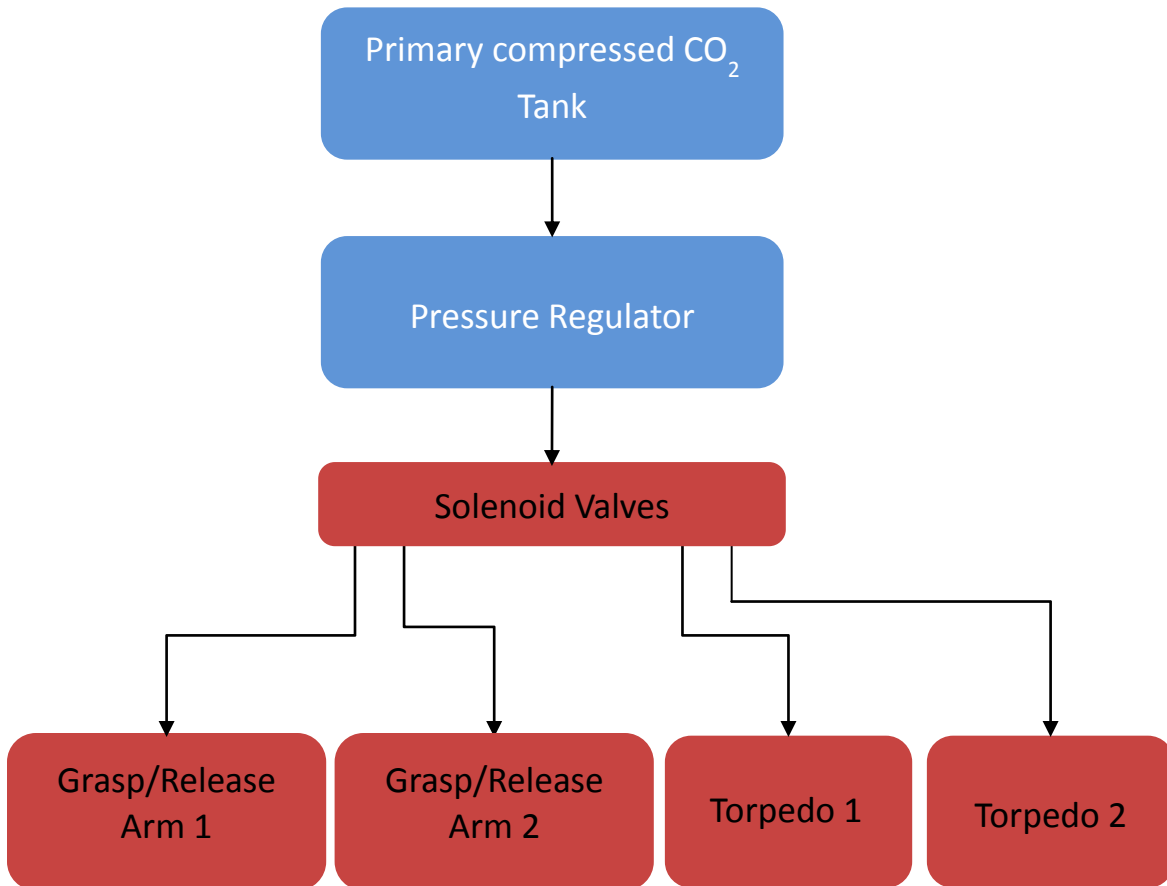 Primary compressed CO₂
Tank
Pressure Regulator
Solenoid Valves
Grasp/Release
Arm 1
Grasp/Release
Arm 2
Torpedo 1
Torpedo 2